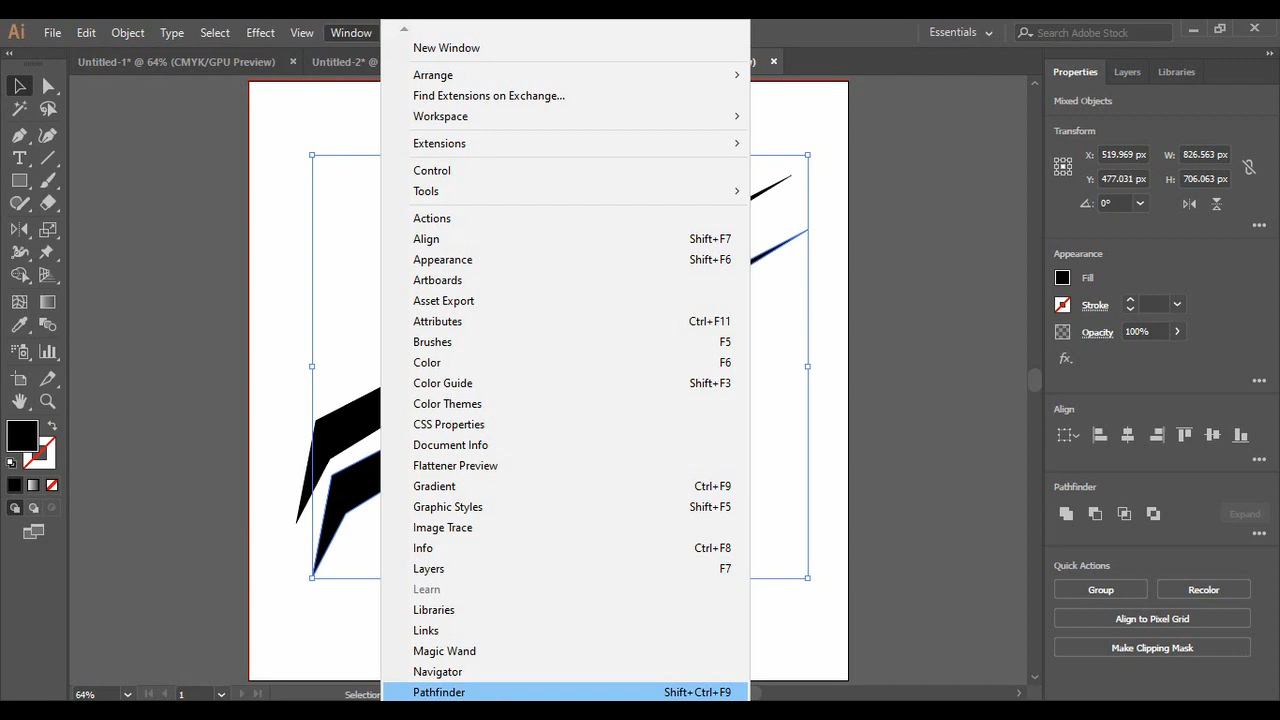 Ai File Edit Object Type Select Effect View Window Essentials Search Adobe Stock
Untitled-1* @ 64% (CMYK/GPU Preview) × Untitled-2* @ ) ×
New Window
Arrange
Find Extensions on Exchange...
Workspace
Extensions
Control
Tools
Actions
Align Shift+F7
Appearance Shift+F6
Artboards
Asset Export
Attributes Ctrl+F11
Brushes F5
Color F6
Color Guide Shift+F3
Color Themes
CSS Properties
Document Info
Flattener Preview
Gradient Ctrl+F9
Graphic Styles Shift+F5
Image Trace
Info Ctrl+F8
Layers F7
Learn
Libraries
Links
Magic Wand
Navigator
Pathfinder Shift+Ctrl+F9
Properties Layers Libraries
Mixed Objects
Transform
X: 519.969 px W: 826.563 px
Y: 477.031 px H: 706.063 px
0°
Appearance
Fill
Stroke
Opacity 100%
fx.
Align
Pathfinder
Expand
Quick Actions
Group Recolor
Align to Pixel Grid
Make Clipping Mask
64% 1 Selection